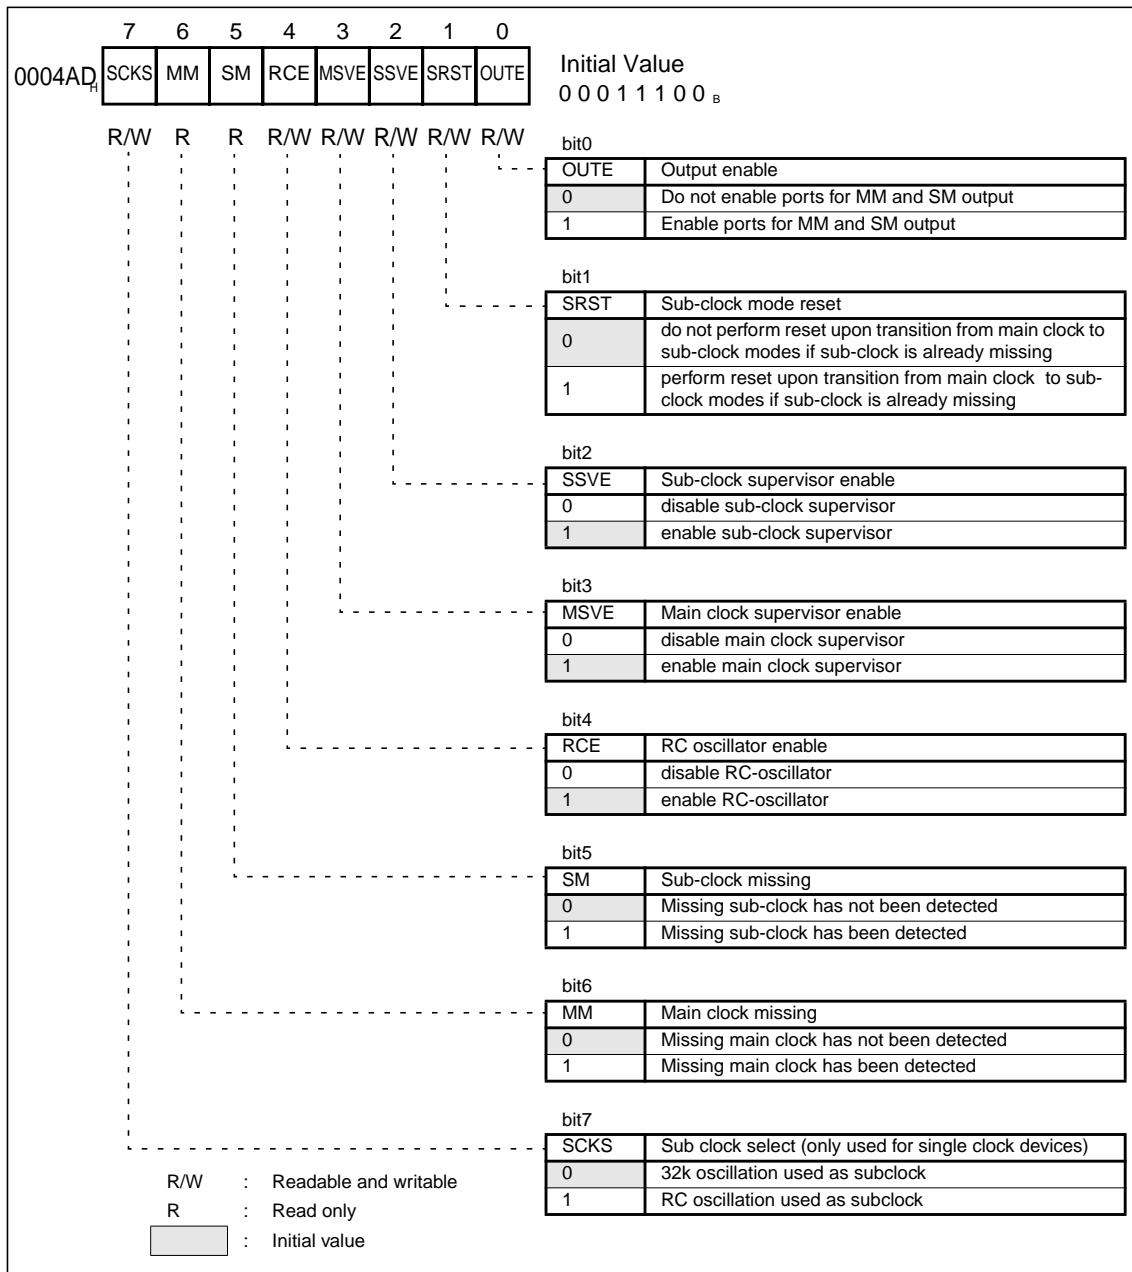 7 6 5 4 3 2 1 0
0004ADH SCKS MM SM RCE MSVE SSVE SRST OUTE
Initial Value
0 0 0 1 1 1 0 0 B
R/W R R R/W R/W R/W R/W R/W
bit0
OUTE Output enable
0 Do not enable ports for MM and SM output
1 Enable ports for MM and SM output
bit1
SRST Sub-clock mode reset
0 do not perform reset upon transition from main clock to
sub-clock modes if sub-clock is already missing
1 perform reset upon transition from main clock to sub-
clock modes if sub-clock is already missing
bit2
SSVE Sub-clock supervisor enable
0 disable sub-clock supervisor
1 enable sub-clock supervisor
bit3
MSVE Main clock supervisor enable
0 disable main clock supervisor
1 enable main clock supervisor
bit4
RCE RC oscillator enable
0 disable RC-oscillator
1 enable RC-oscillator
bit5
SM Sub-clock missing
0 Missing sub-clock has not been detected
1 Missing sub-clock has been detected
bit6
MM Main clock missing
0 Missing main clock has not been detected
1 Missing main clock has been detected
bit7
SCKS Sub clock select (only used for single clock devices)
0 32k oscillation used as subclock
1 RC oscillation used as subclock
R/W : Readable and writable
R : Read only
: Initial value